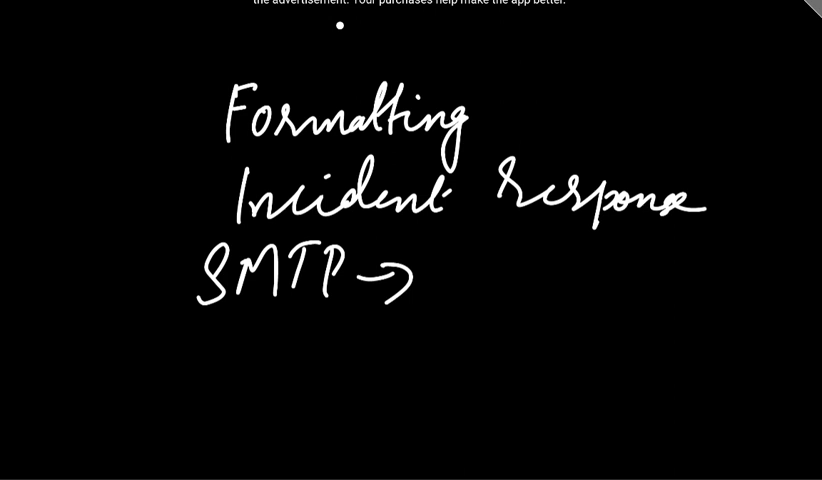 the advertisement. Your purchases help make the app better.
Formatting
Incident response
SMTP →